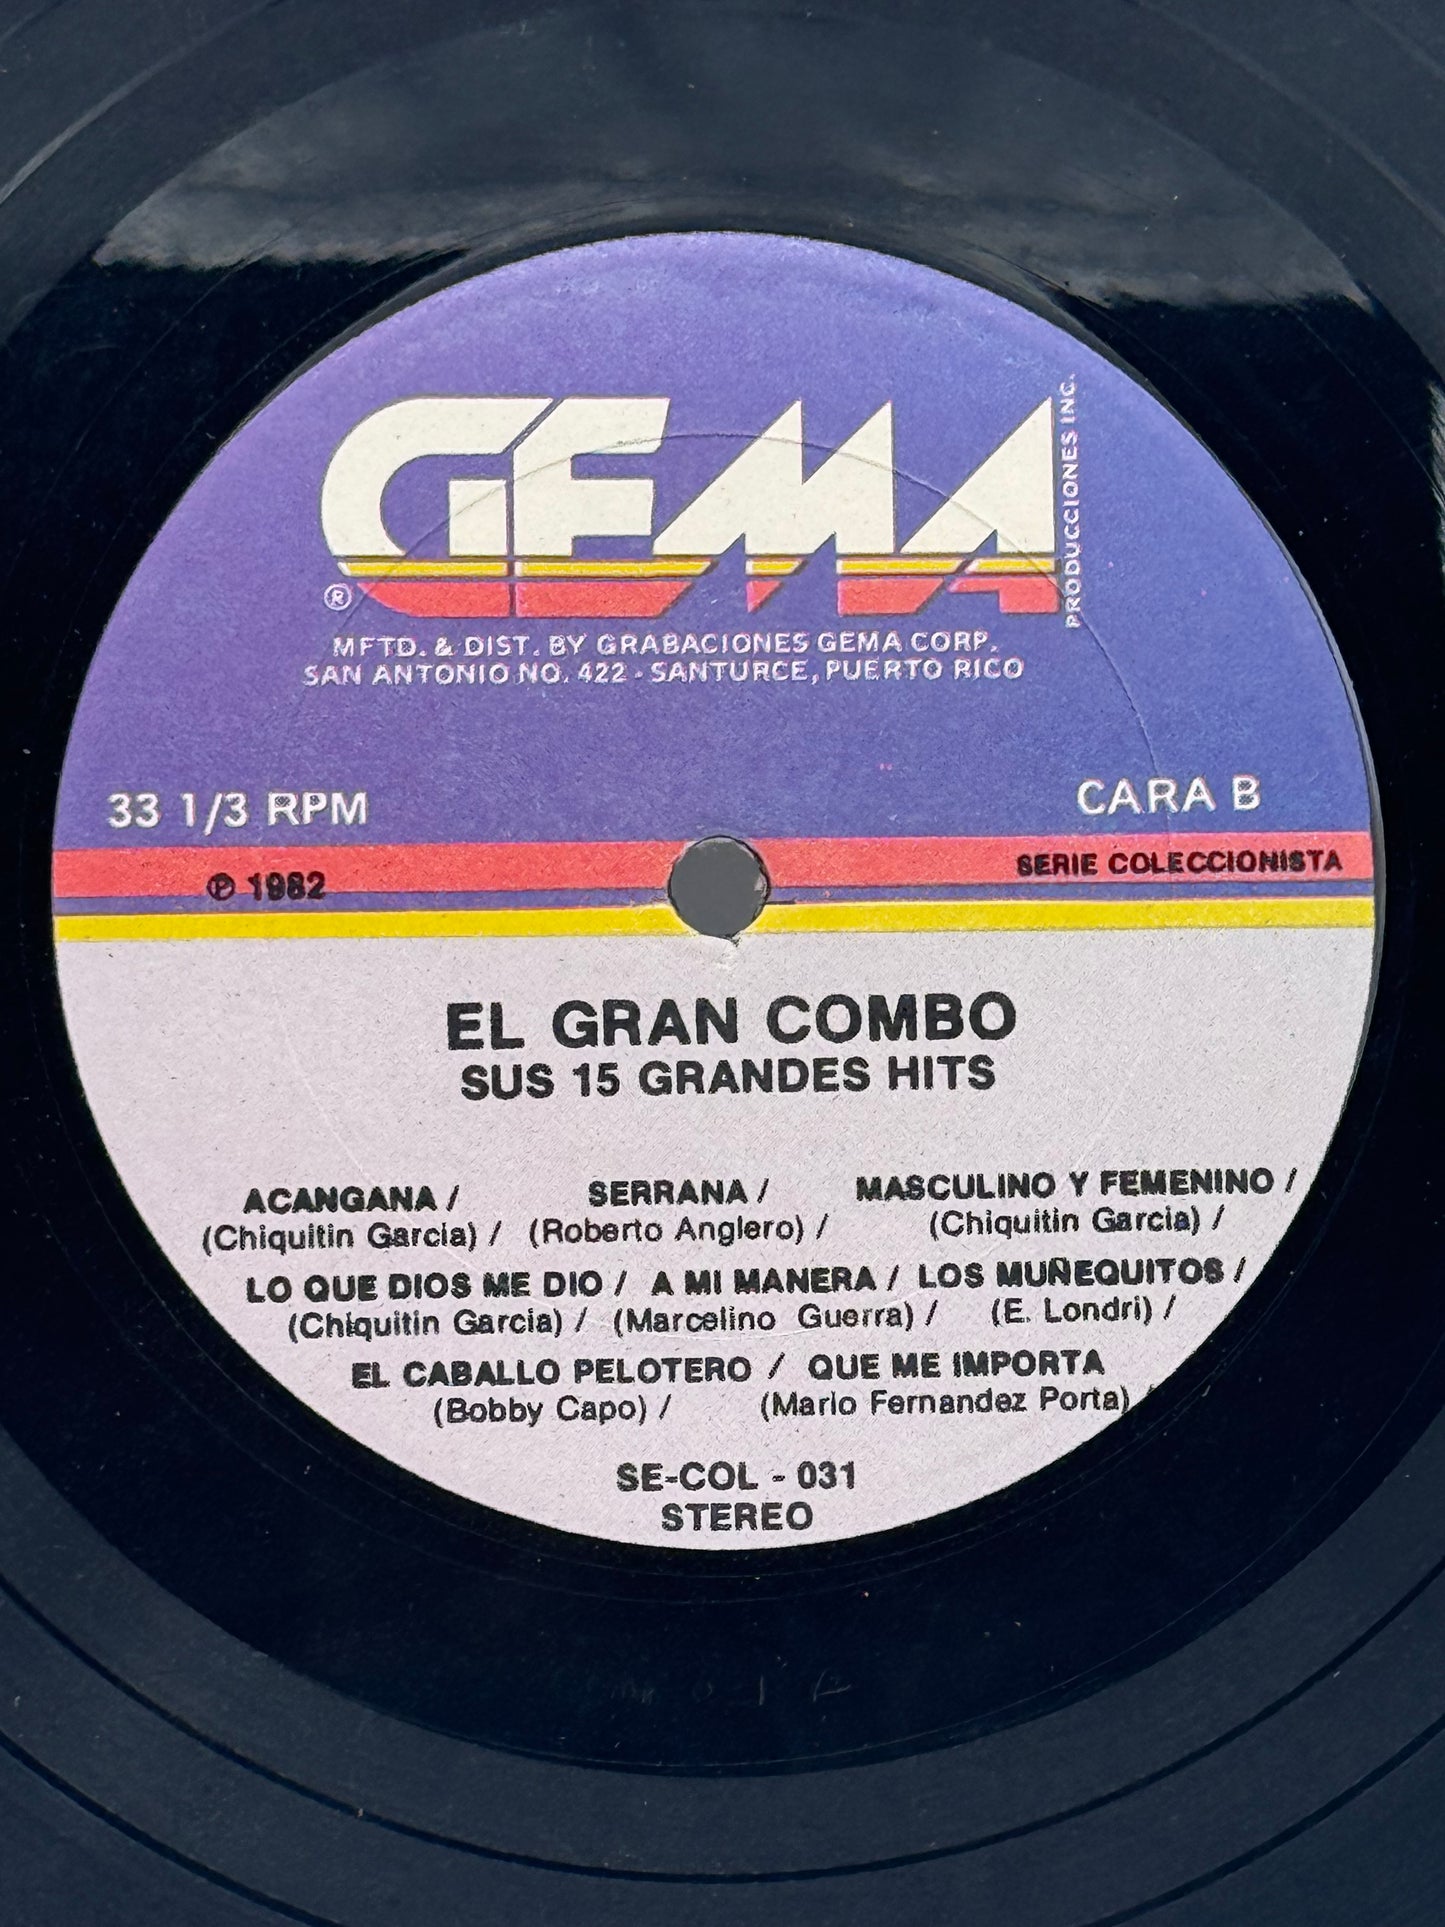 GEMA
PRODUCCIONES INC.
®
MFTD. & DIST. BY GRABACIONES GEMA CORP.
SAN ANTONIO NO. 422 - SANTURCE, PUERTO RICO
33 1/3 RPM
CARA B
SERIE COLECCIONISTA
℗ 1982
EL GRAN COMBO
SUS 15 GRANDES HITS
ACANGANA / SERRANA / MASCULINO Y FEMENINO /
(Chiquitin Garcia) / (Roberto Anglero) / (Chiquitin Garcia) /
LO QUE DIOS ME DIO / A MI MANERA / LOS MUÑEQUITOS /
(Chiquitin Garcia) / (Marcelino Guerra) / (E. Londri) /
EL CABALLO PELOTERO / QUE ME IMPORTA
(Bobby Capo) / (Mario Fernandez Porta) /
SE-COL - 031
STEREO